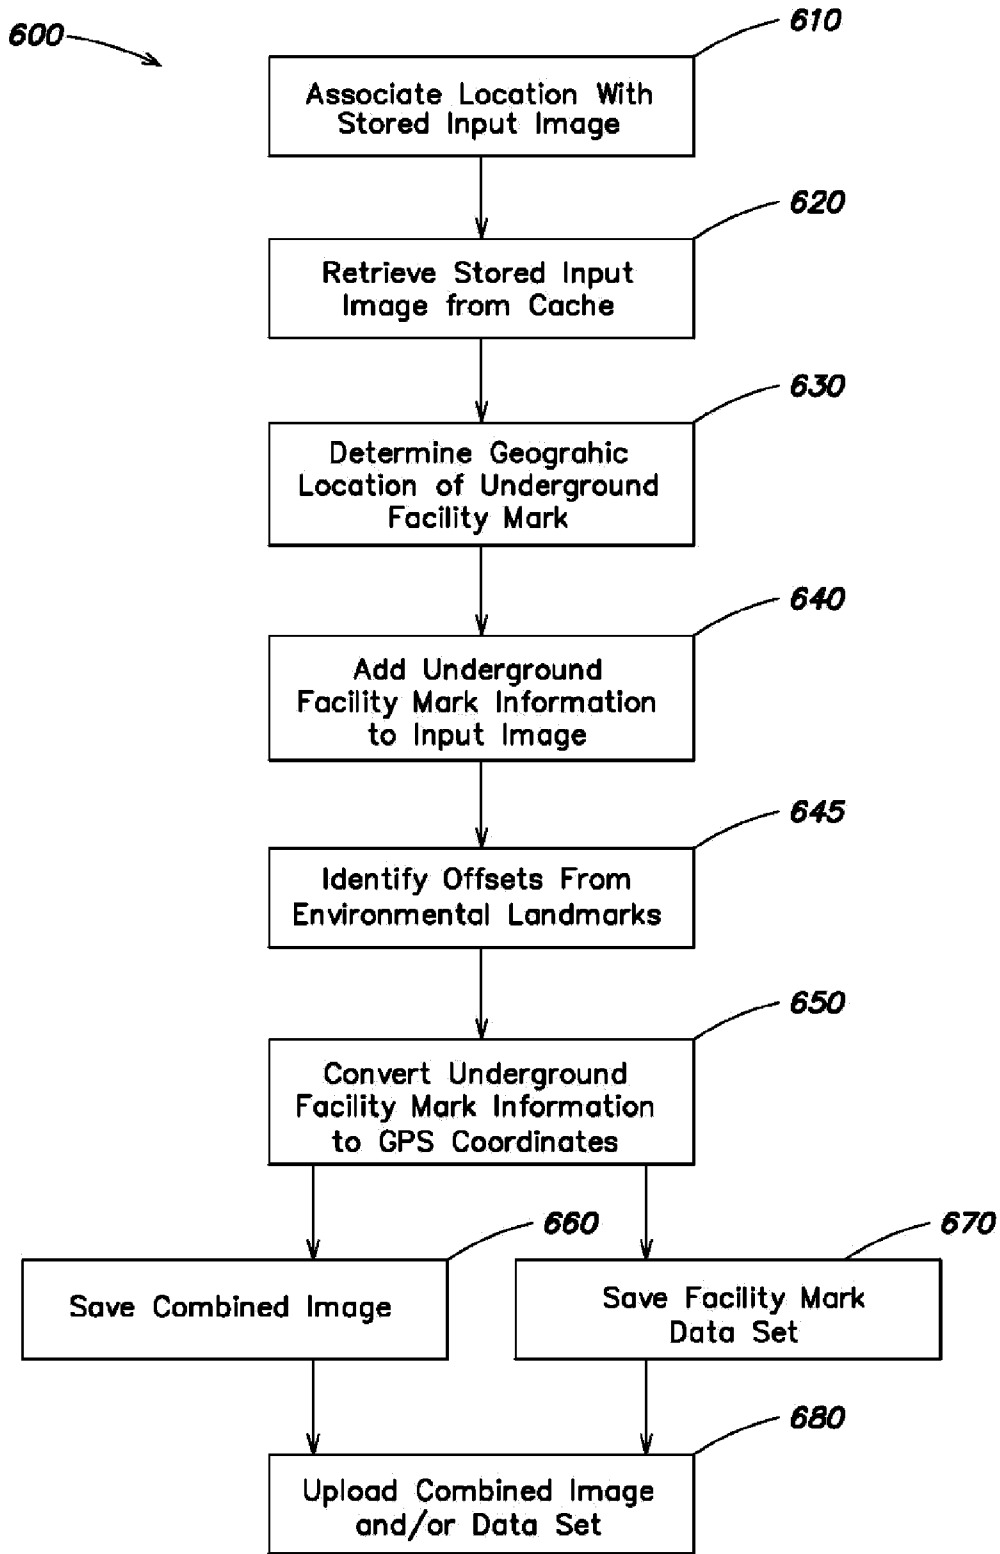 600
610
Associate Location With
Stored Input Image
620
Retrieve Stored Input
Image from Cache
630
Determine Geograhic
Location of Underground
Facility Mark
640
Add Underground
Facility Mark Information
to Input Image
645
Identify Offsets From
Environmental Landmarks
650
Convert Underground
Facility Mark Information
to GPS Coordinates
660
Save Combined Image
670
Save Facility Mark
Data Set
680
Upload Combined Image
and/or Data Set